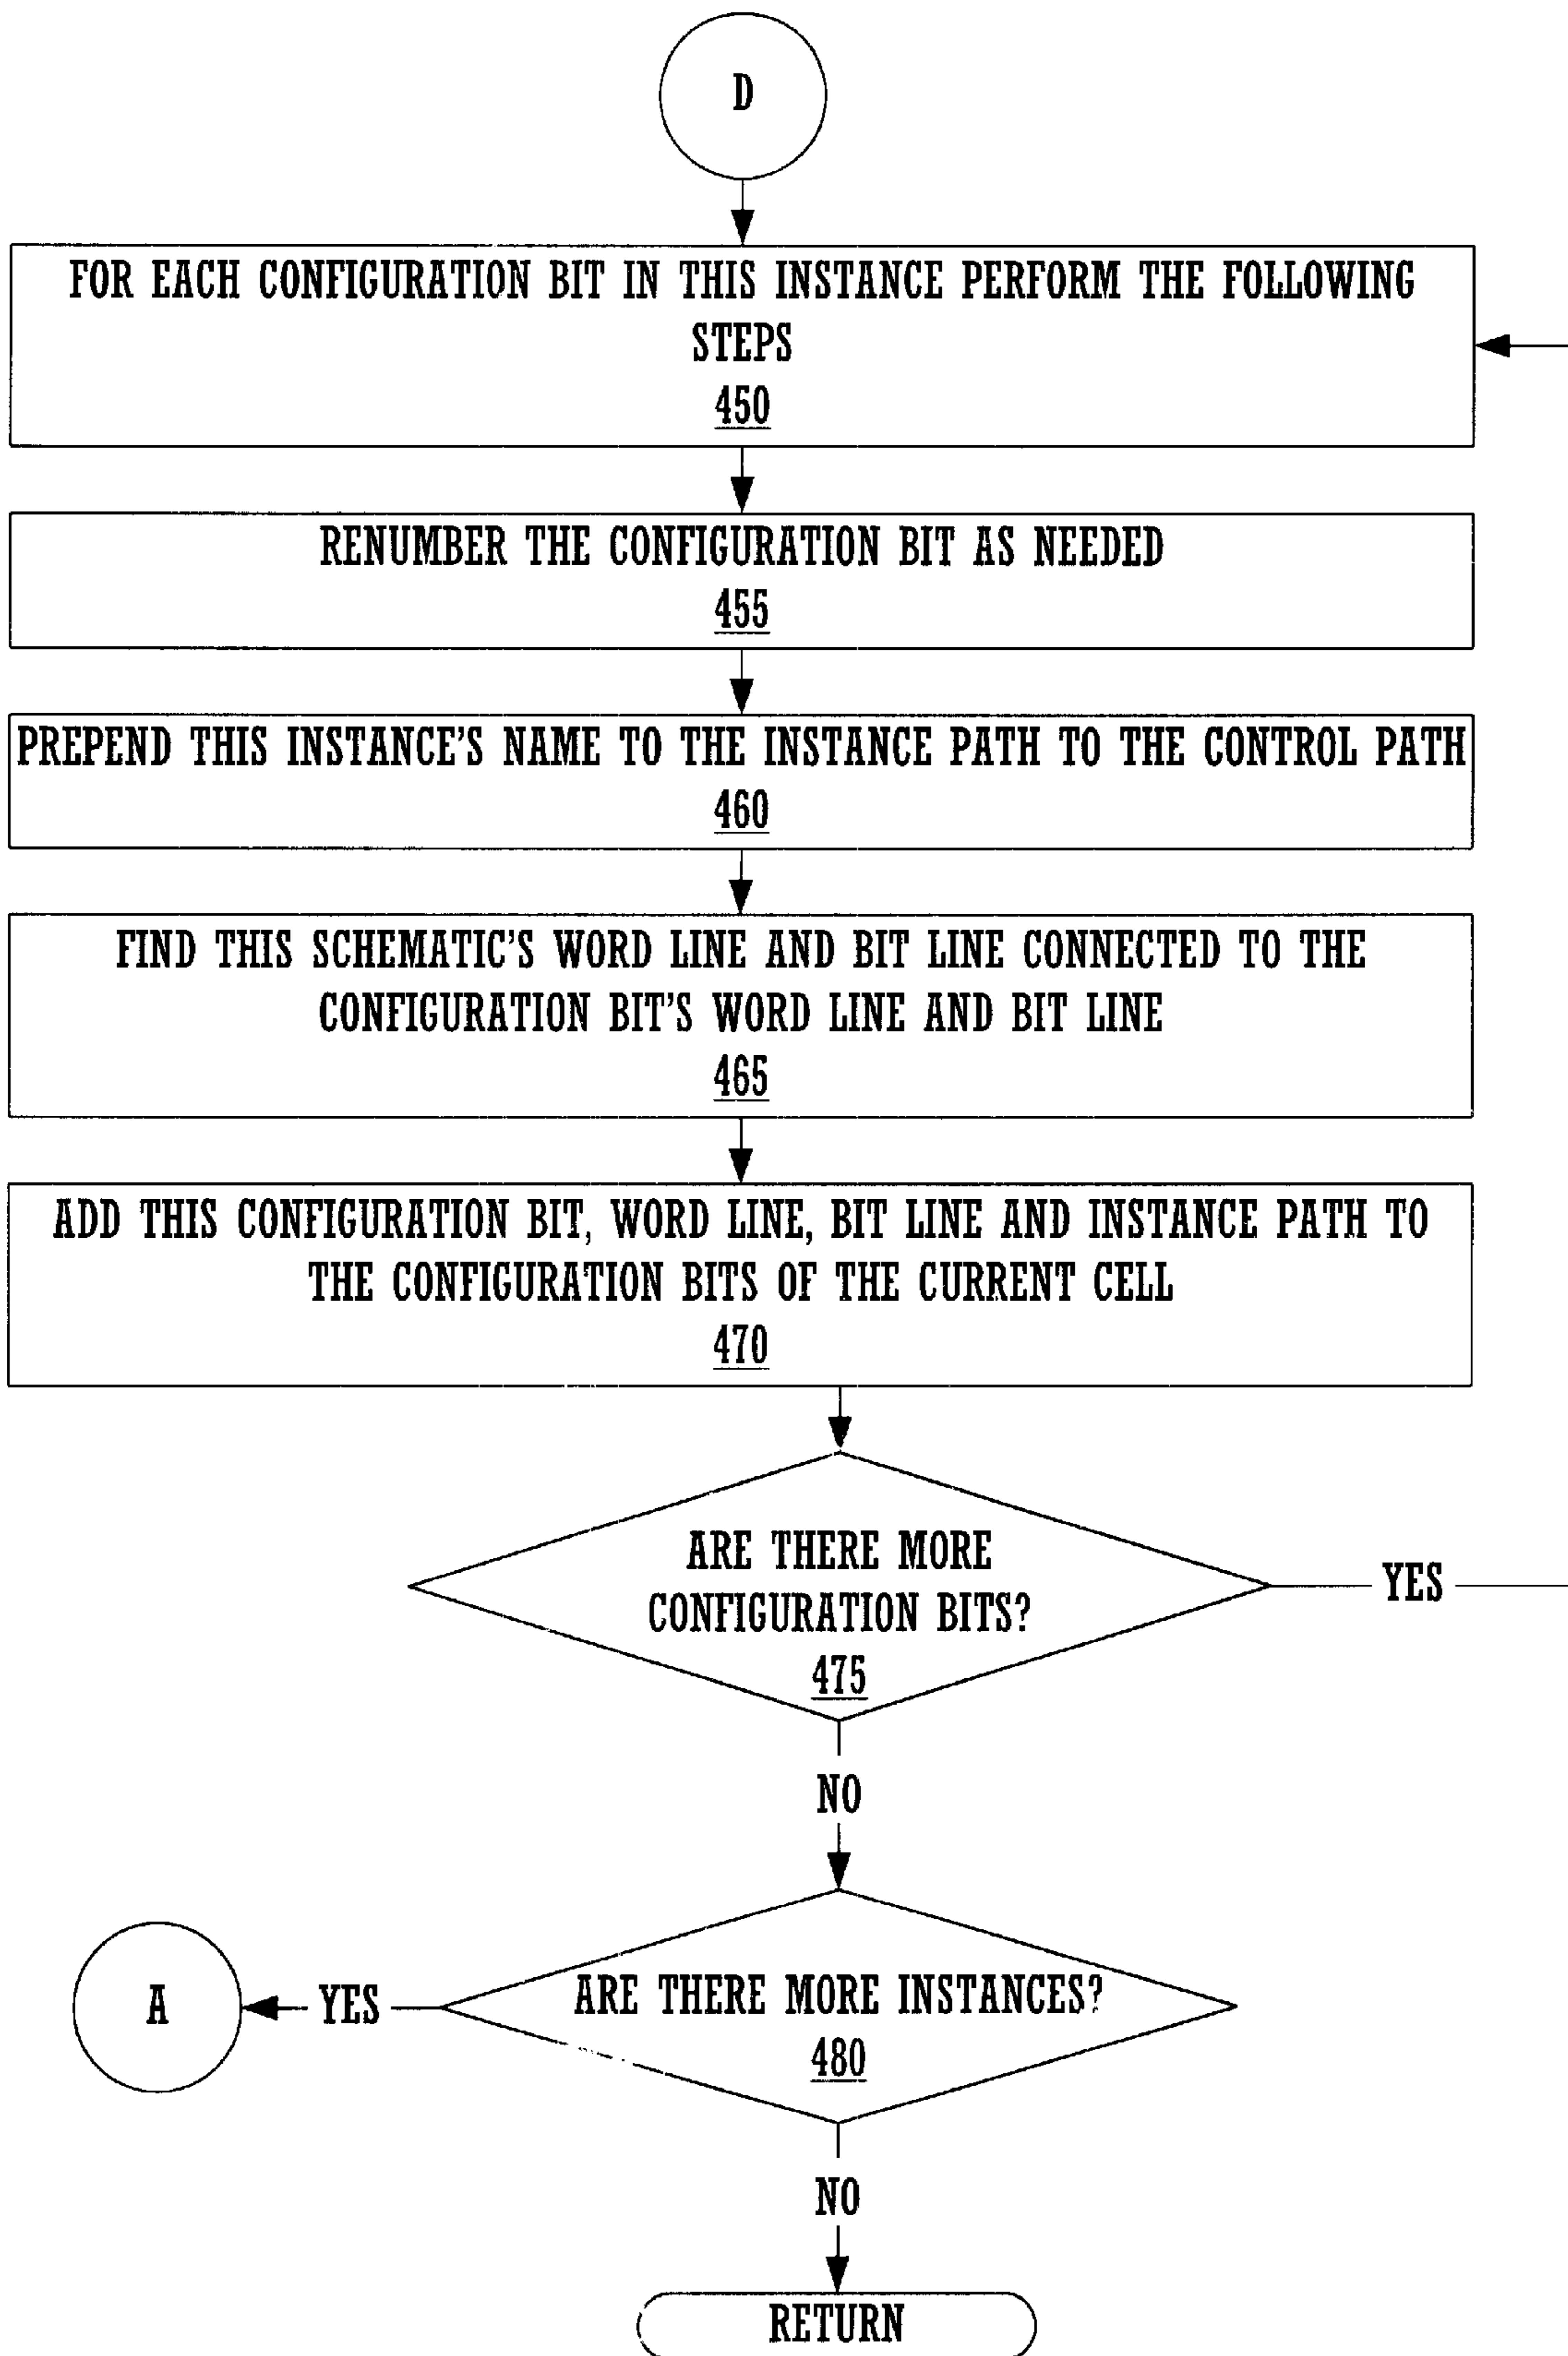 D
FOR EACH CONFIGURATION BIT IN THIS INSTANCE PERFORM THE FOLLOWING
STEPS
450
RENUMBER THE CONFIGURATION BIT AS NEEDED
455
PREPEND THIS INSTANCE'S NAME TO THE INSTANCE PATH TO THE CONTROL PATH
460
FIND THIS SCHEMATIC'S WORD LINE AND BIT LINE CONNECTED TO THE
CONFIGURATION BIT'S WORD LINE AND BIT LINE
465
ADD THIS CONFIGURATION BIT, WORD LINE, BIT LINE AND INSTANCE PATH TO
THE CONFIGURATION BITS OF THE CURRENT CELL
470
ARE THERE MORE
CONFIGURATION BITS?
475
YES
NO
ARE THERE MORE INSTANCES?
480
YES
A
NO
RETURN